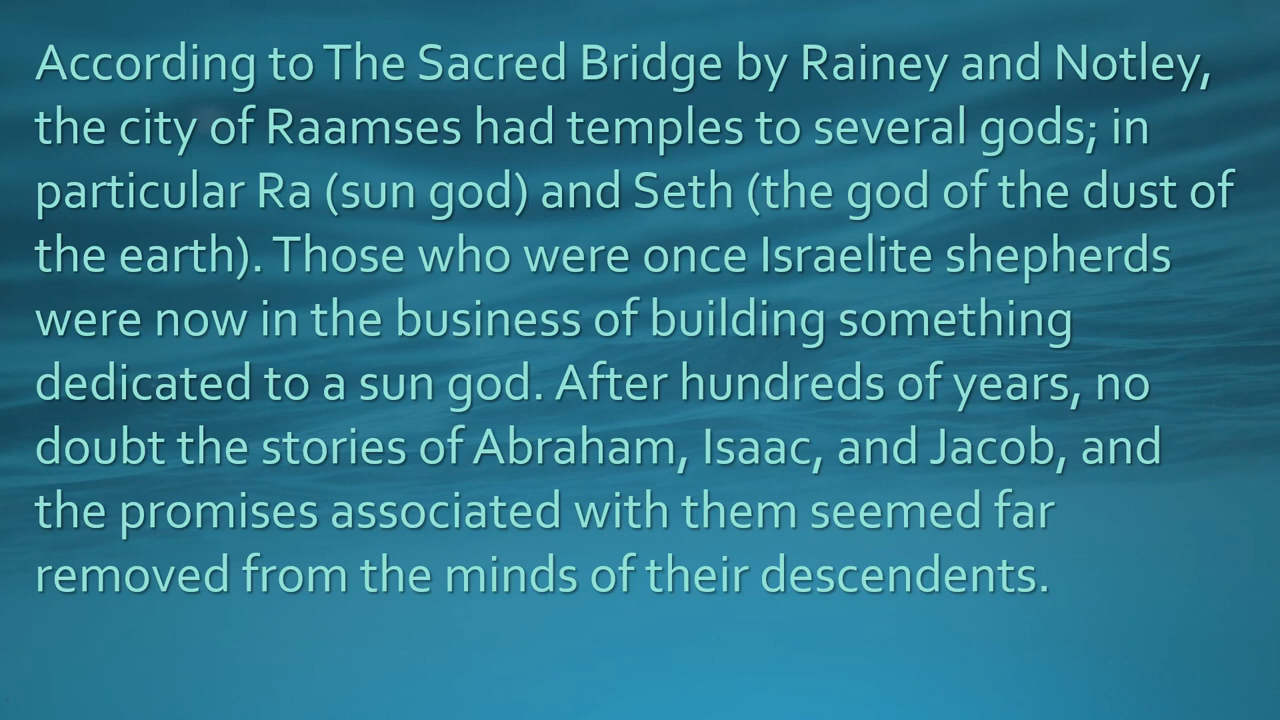 According to The Sacred Bridge by Rainey and Notley,
the city of Raamses had temples to several gods; in
particular Ra (sun god) and Seth (the god of the dust of
the earth). Those who were once Israelite shepherds
were now in the business of building something
dedicated to a sun god. After hundreds of years, no
doubt the stories of Abraham, Isaac, and Jacob, and
the promises associated with them seemed far
removed from the minds of their descendents.